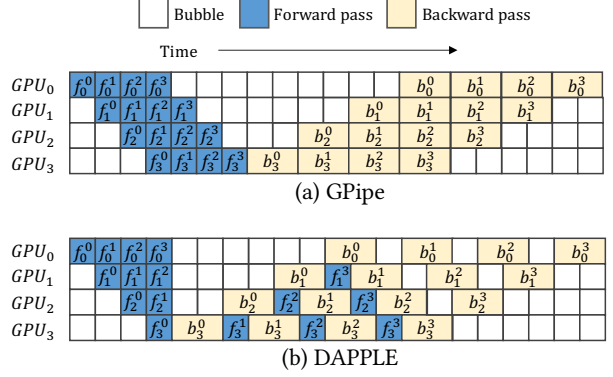 Bubble Forward pass Backward pass
Time
GPU₀ f₀⁰ f₀¹ f₀² f₀³ b₀⁰ b₀¹ b₀² b₀³
GPU₁ f₁⁰ f₁¹ f₁² f₁³ b₁⁰ b₁¹ b₁² b₁³
GPU₂ f₂⁰ f₂¹ f₂² f₂³ b₂⁰ b₂¹ b₂² b₂³
GPU₃ f₃⁰ f₃¹ f₃² f₃³ b₃⁰ b₃¹ b₃² b₃³
(a) GPipe
GPU₀ f₀⁰ f₀¹ f₀² f₀³ b₀⁰ b₀¹ b₀² b₀³
GPU₁ f₁⁰ f₁¹ f₁² b₁⁰ f₁³ b₁¹ b₁² b₁³
GPU₂ f₂⁰ f₂¹ b₂⁰ f₂² b₂¹ f₂³ b₂² b₂³
GPU₃ f₃⁰ b₃⁰ f₃¹ b₃¹ f₃² b₃² f₃³ b₃³
(b) DAPPLE